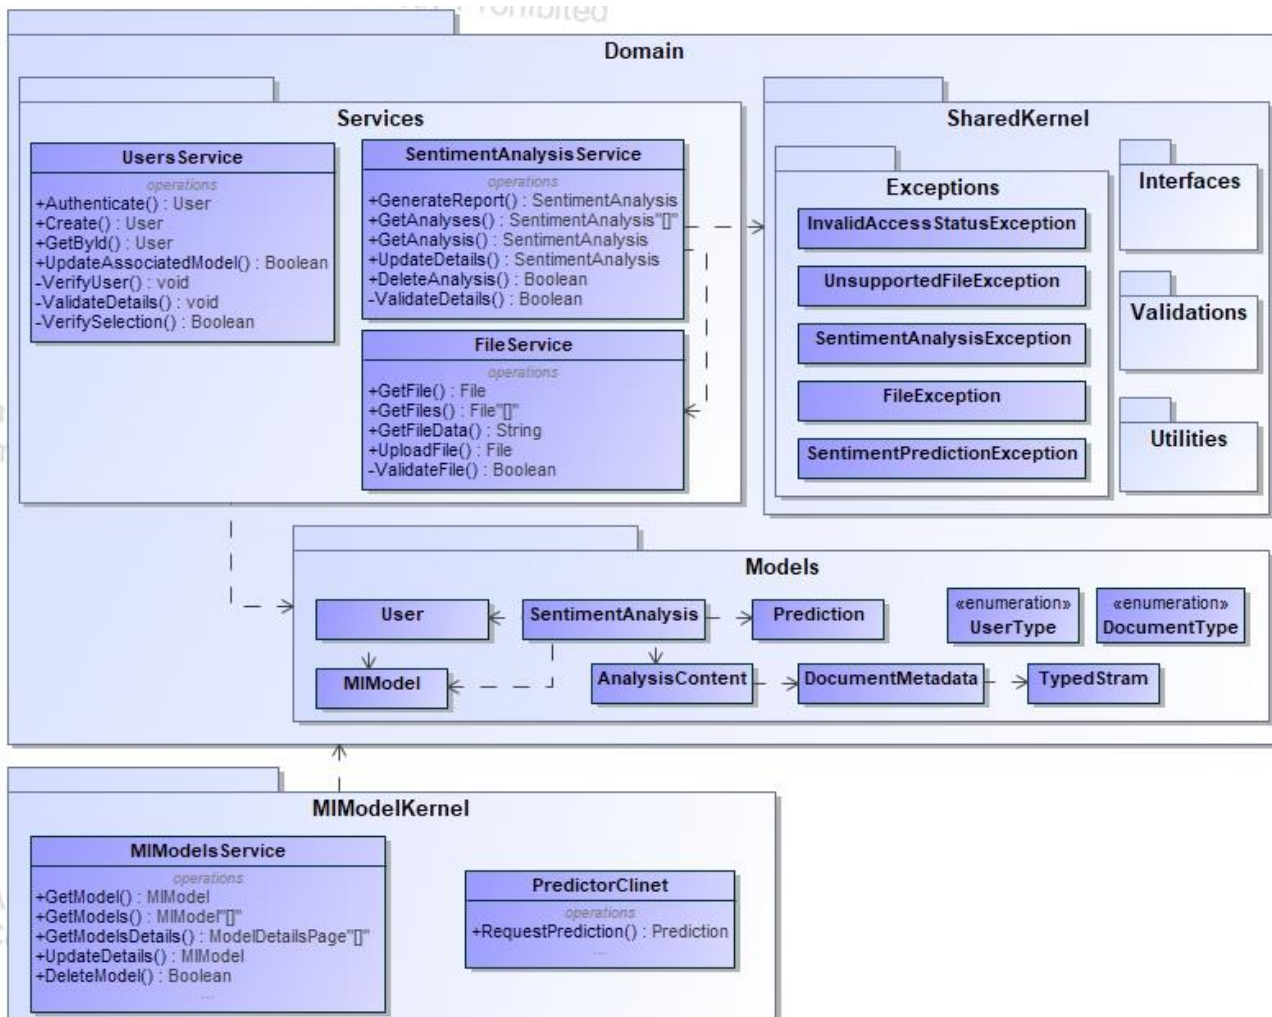 Prohibited
Domain
Services
UsersService
operations
+Authenticate() : User
+Create() : User
+GetById() : User
+UpdateAssociatedModel() : Boolean
-VerifyUser() : void
-ValidateDetails() : void
-VerifySelection() : Boolean
SentimentAnalysisService
operations
+GenerateReport() : SentimentAnalysis
+GetAnalyses() : SentimentAnalysis"[]"
+GetAnalysis() : SentimentAnalysis
+UpdateDetails() : SentimentAnalysis
+DeleteAnalysis() : Boolean
-ValidateDetails() : Boolean
FileService
operations
+GetFile() : File
+GetFiles() : File"[]"
+GetFileData() : String
+UploadFile() : File
-ValidateFile() : Boolean
SharedKernel
Exceptions
InvalidAccessStatusException
UnsupportedFileException
SentimentAnalysisException
FileException
SentimentPredictionException
Interfaces
Validations
Utilities
Models
User
SentimentAnalysis
Prediction
«enumeration»
UserType
«enumeration»
DocumentType
MlModel
AnalysisContent
DocumentMetadata
TypedStram
MlModelKernel
MlModelsService
operations
+GetModel() : MlModel
+GetModels() : MlModel"[]"
+GetModelsDetails() : ModelDetailsPage"[]"
+UpdateDetails() : MlModel
+DeleteModel() : Boolean
...
PredictorClinet
operations
+RequestPrediction() : Prediction
...